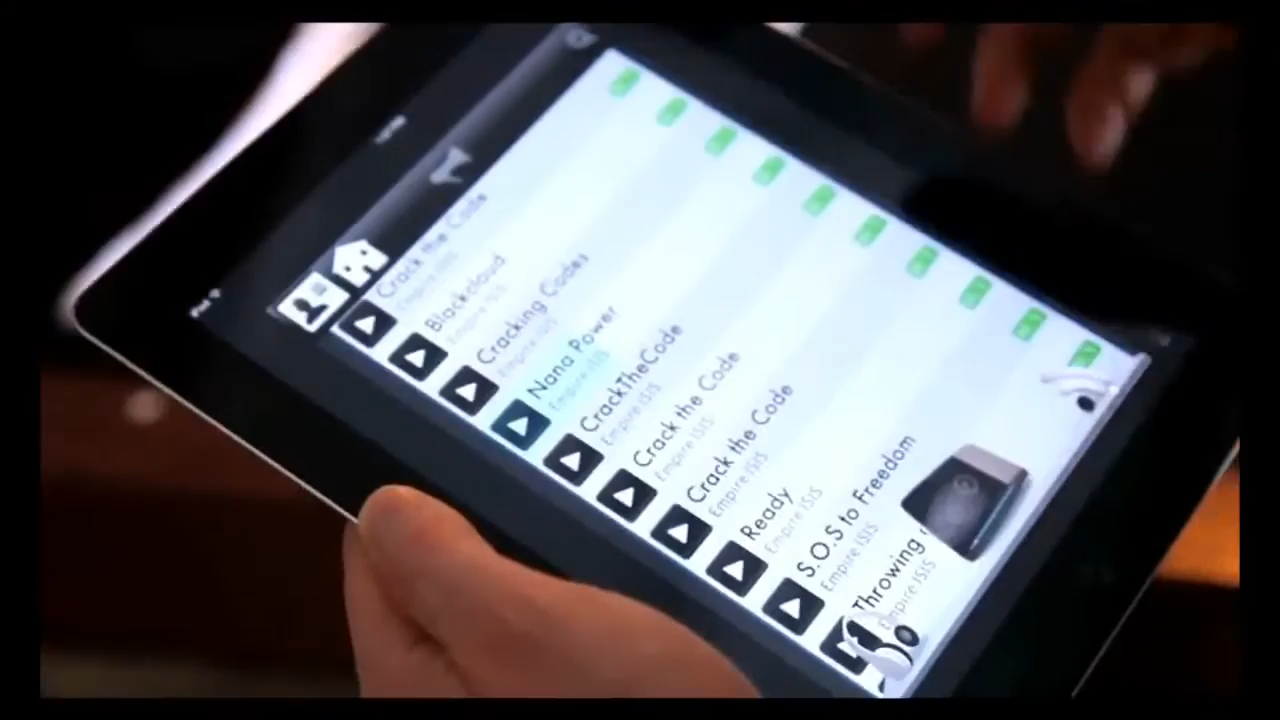 iPad
Crack the Code
Empire ISIS
Blackcloud
Empire ISIS
Cracking Codes
Empire ISIS
Nana Power
Empire ISIS
CrackTheCode
Empire ISIS
Crack the Code
Empire ISIS
Crack the Code
Empire ISIS
Ready
Empire ISIS
S.O.S to Freedom
Empire ISIS
Throwing
Empire ISIS